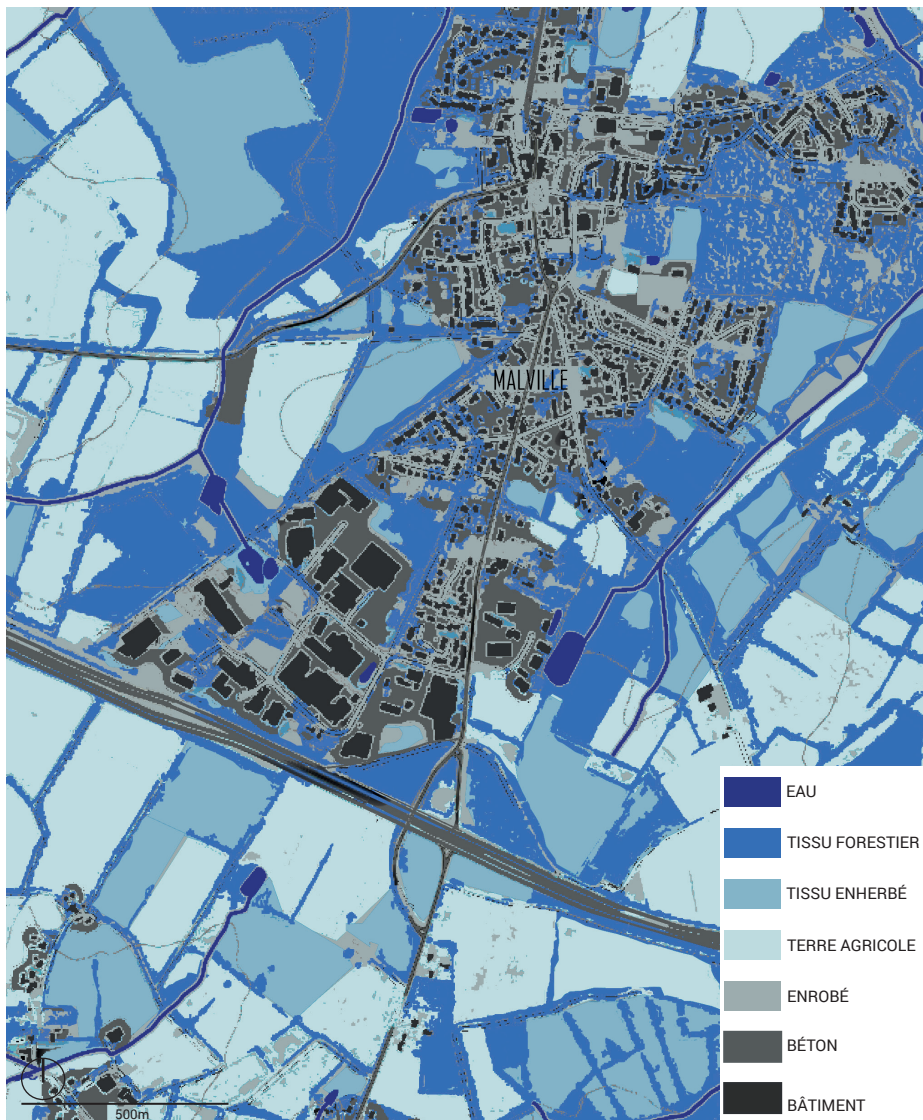 MALVILLE
EAU
TISSU FORESTIER
TISSU ENHERBÉ
TERRE AGRICOLE
ENROBÉ
BÉTON
BÂTIMENT
500m